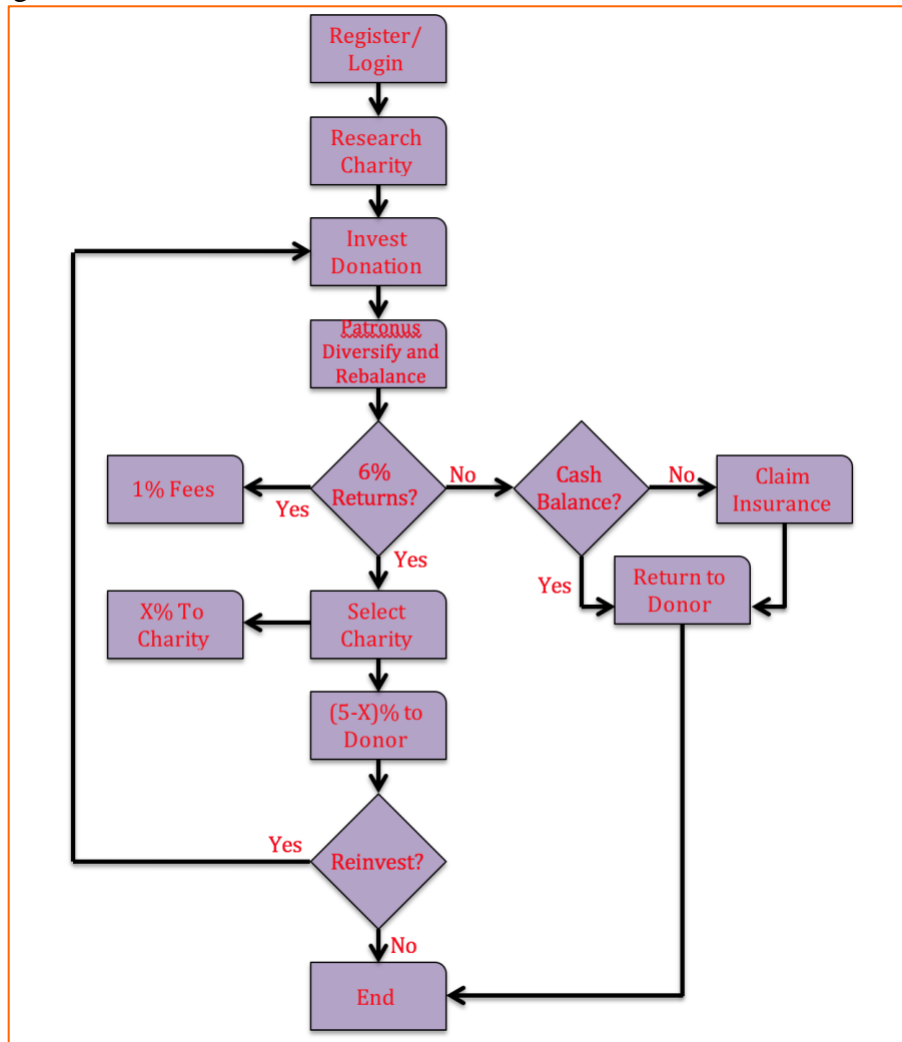 Register/
Login
Research
Charity
Invest
Donation
Patronus
Diversify and
Rebalance
6%
Returns?
Yes
1% Fees
No
Cash
Balance?
No
Claim
Insurance
Yes
Return to
Donor
Yes
Select
Charity
X% To
Charity
(5-X)% to
Donor
Reinvest?
Yes
No
End